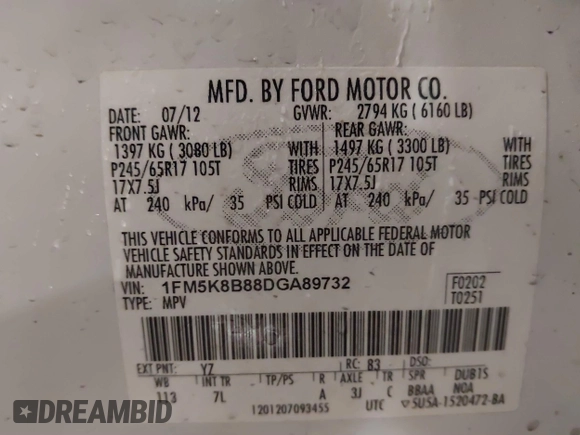 MFD. BY FORD MOTOR CO.
DATE: 07/12 GVWR: 2794 KG ( 6160 LB)
FRONT GAWR: REAR GAWR:
1397 KG ( 3080 LB) WITH 1497 KG ( 3300 LB) WITH
P245/65R17 105T TIRES P245/65R17 105T TIRES
17X7.5J RIMS 17X7.5J RIMS
AT 240 kPa/ 35 PSI COLD AT 240 kPa/ 35 PSI COLD
THIS VEHICLE CONFORMS TO ALL APPLICABLE FEDERAL MOTOR
VEHICLE SAFETY STANDARDS IN EFFECT ON THE DATE OF
MANUFACTURE SHOWN ABOVE.
VIN: 1FM5K8B88DGA89732 F0202
TYPE: MPV T0251
EXT PNT: YZ RC: 83 DSO:
WB INT TR TP/PS R AXLE TR SPR DUB1S
113 7L A 3J C BBAA NOA
1201207093455 UTC 5USA-1520472-BA
DREAMBID